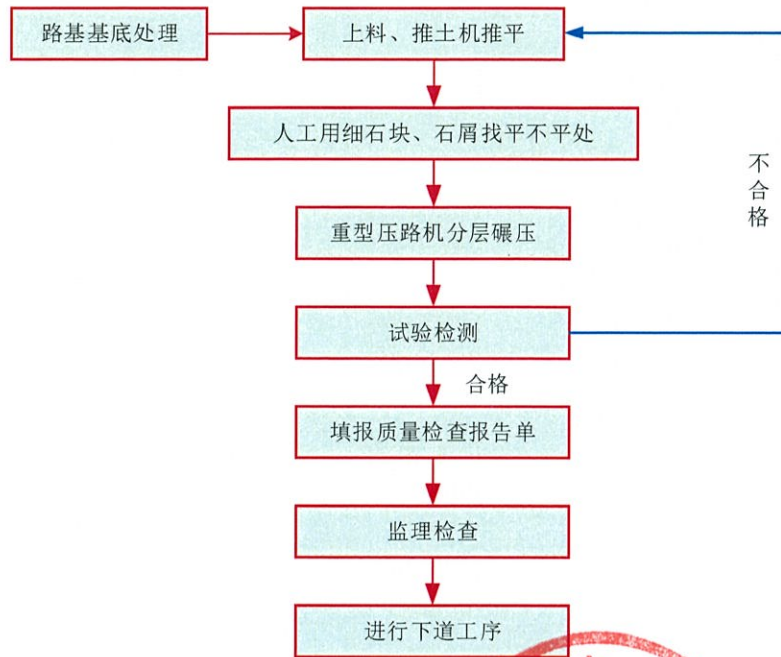 路基基底处理
上料、推土机推平
人工用细石块、石屑找平不平处
重型压路机分层碾压
不合格
试验检测
合格
填报质量检查报告单
监理检查
进行下道工序